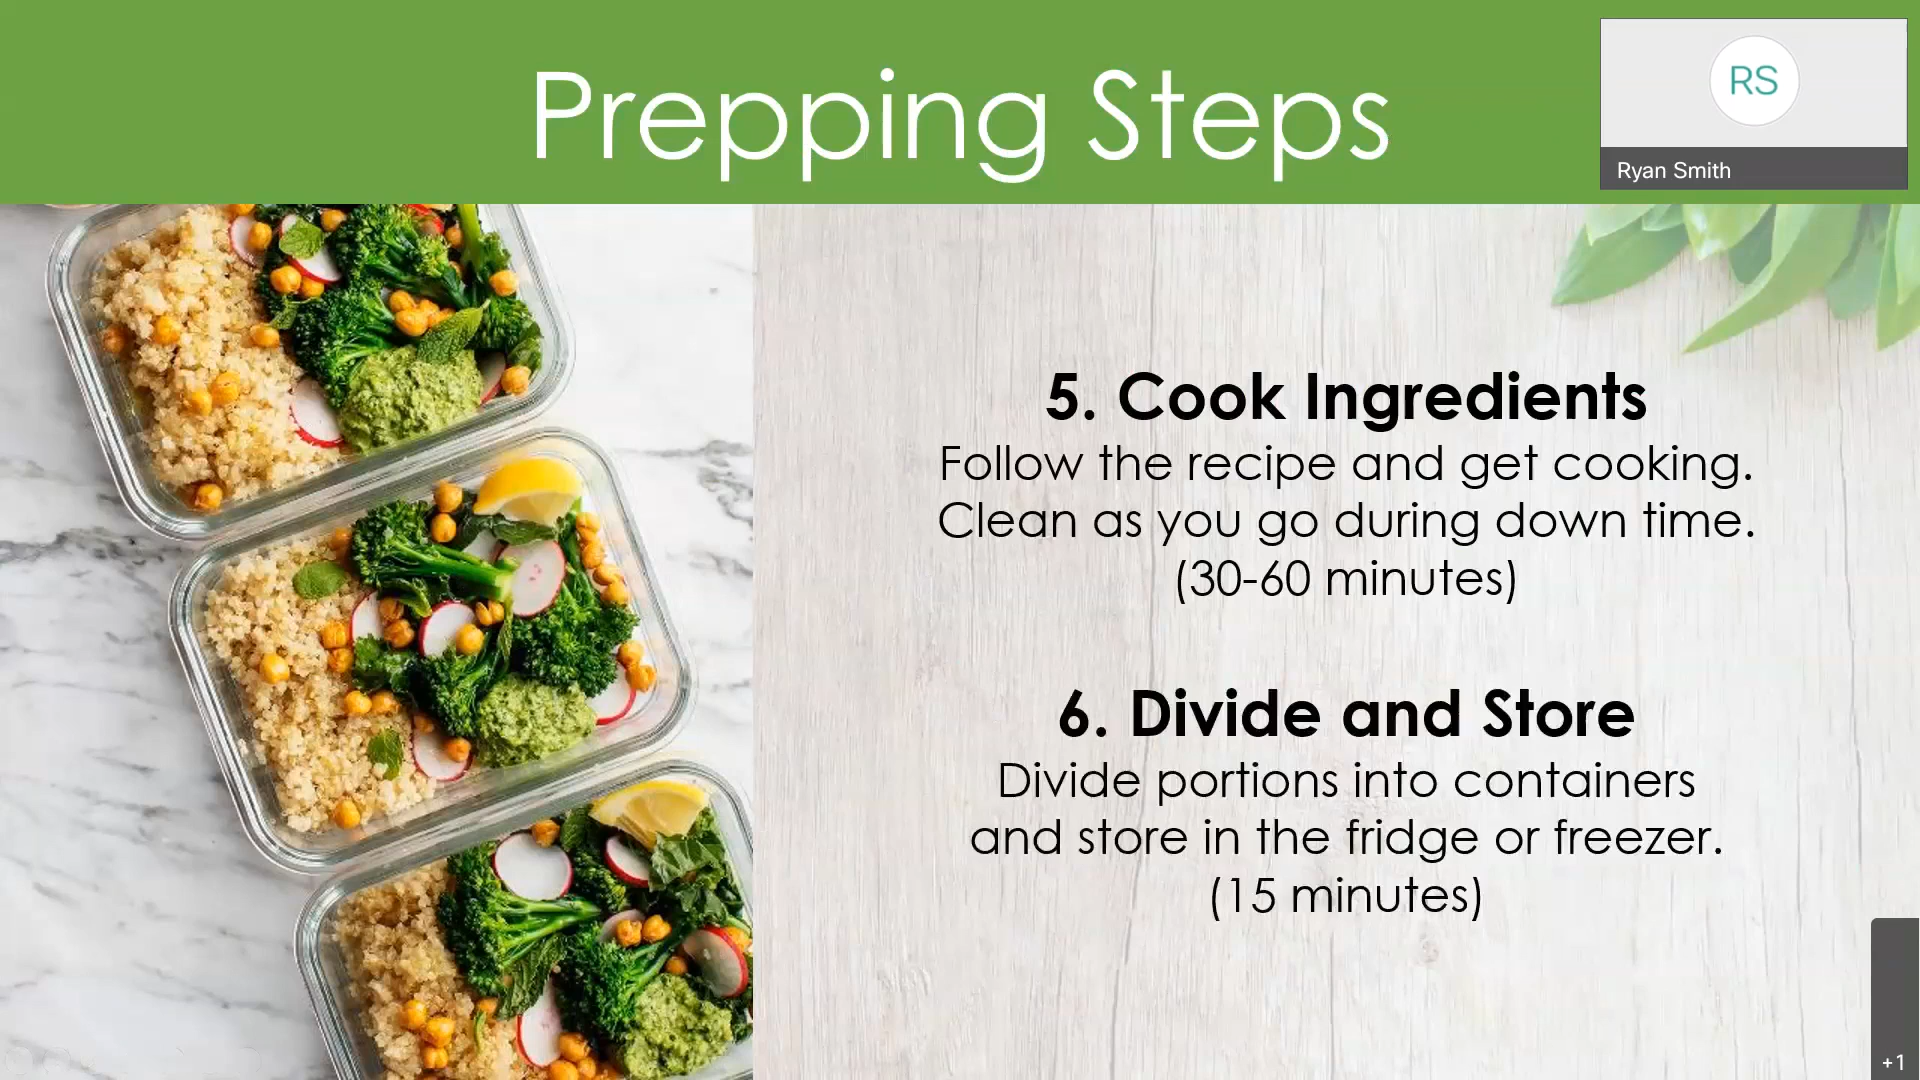 Prepping Steps
RS
Ryan Smith
5. Cook Ingredients
Follow the recipe and get cooking.
Clean as you go during down time.
(30-60 minutes)
6. Divide and Store
Divide portions into containers
and store in the fridge or freezer.
(15 minutes)
+1